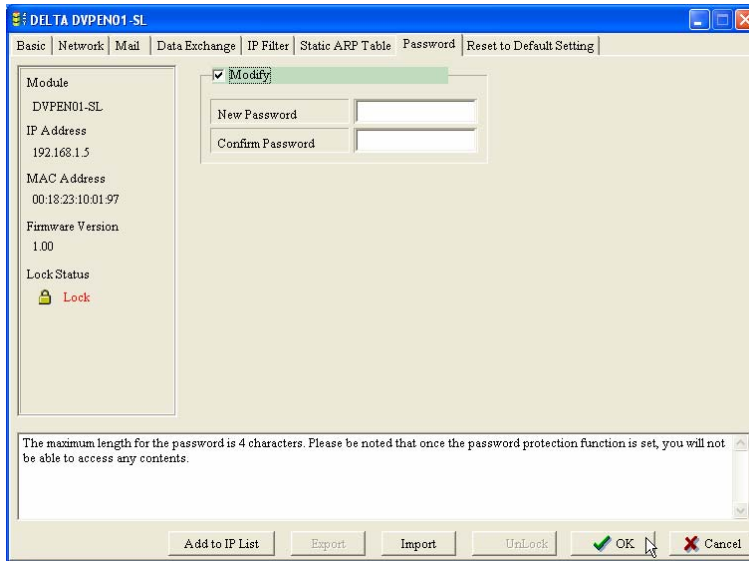 DELTA DVPEN01-SL
Basic Network Mail Data Exchange IP Filter Static ARP Table Password Reset to Default Setting
Module
DVPEN01-SL
IP Address
192.168.1.5
MAC Address
00:18:23:10:01:97
Firmware Version
1.00
Lock Status
Lock
Modify
New Password
Confirm Password
The maximum length for the password is 4 characters. Please be noted that once the password protection function is set, you will not
be able to access any contents.
Add to IP List Export Import UnLock OK Cancel